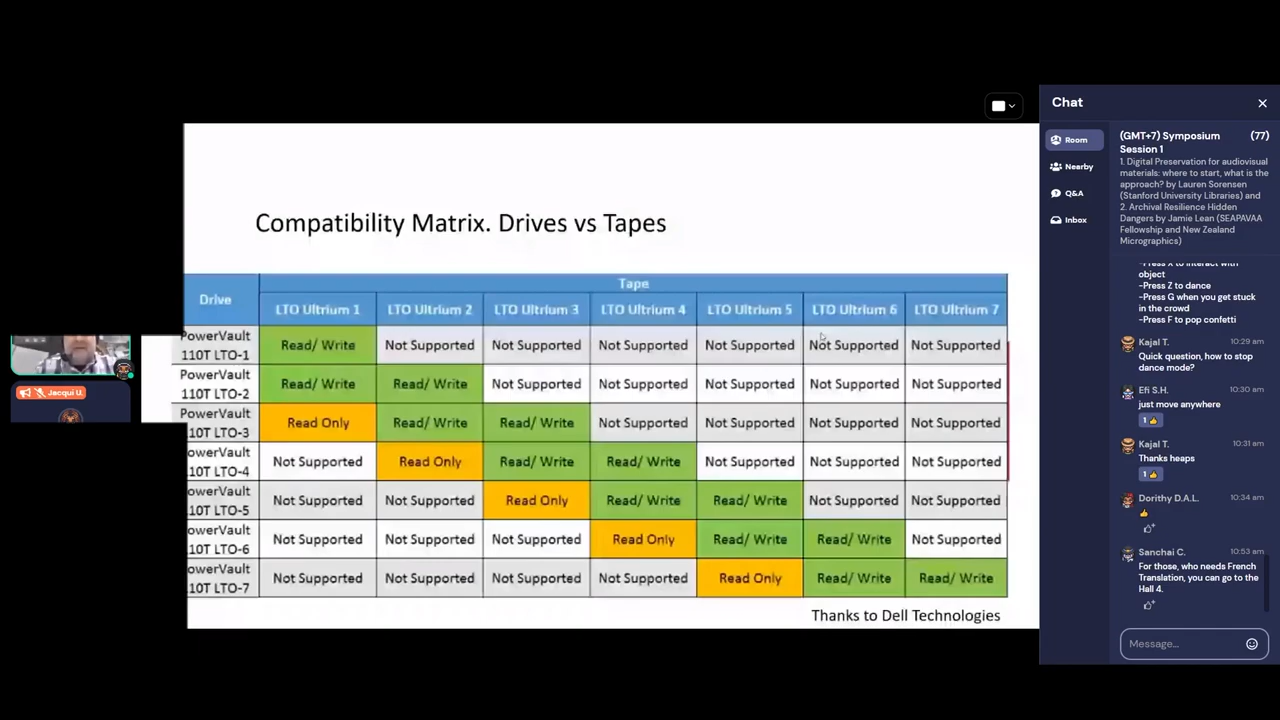 Compatibility Matrix. Drives vs Tapes
Drive
Tape
LTO Ultrium 1 LTO Ultrium 2 LTO Ultrium 3 LTO Ultrium 4 LTO Ultrium 5 LTO Ultrium 6 LTO Ultrium 7
PowerVault
110T LTO-1
Read/ Write Not Supported Not Supported Not Supported Not Supported Not Supported Not Supported
PowerVault
110T LTO-2
Read/ Write Read/ Write Not Supported Not Supported Not Supported Not Supported Not Supported
PowerVault
110T LTO-3
Read Only Read/ Write Read/ Write Not Supported Not Supported Not Supported Not Supported
owerVault
10T LTO-4
Not Supported Read Only Read/ Write Read/ Write Not Supported Not Supported Not Supported
owerVault
10T LTO-5
Not Supported Not Supported Read Only Read/ Write Read/ Write Not Supported Not Supported
owerVault
10T LTO-6
Not Supported Not Supported Not Supported Read Only Read/ Write Read/ Write Not Supported
owerVault
10T LTO-7
Not Supported Not Supported Not Supported Not Supported Read Only Read/ Write Read/ Write
Thanks to Dell Technologies
Jacqui U.
Chat
Room
Nearby
Q&A
Inbox
(GMT+7) Symposium (77)
Session 1
1. Digital Preservation for audiovisual
materials: where to start, what is the
approach? by Lauren Sorensen
(Stanford University Libraries) and
2. Archival Resilience Hidden
Dangers by Jamie Lean (SEAPAVAA
Fellowship and New Zealand
Micrographics)
-Press X to interact with
object
-Press Z to dance
-Press G when you get stuck
in the crowd
-Press F to pop confetti
Kajal T. 10:29 am
Quick question, how to stop
dance mode?
Efi S.H. 10:30 am
just move anywhere
1
Kajal T. 10:31 am
Thanks heaps
1
Dorithy D.A.L. 10:34 am
Sanchai C. 10:53 am
For those, who needs French
Translation, you can go to the
Hall 4.
Message...